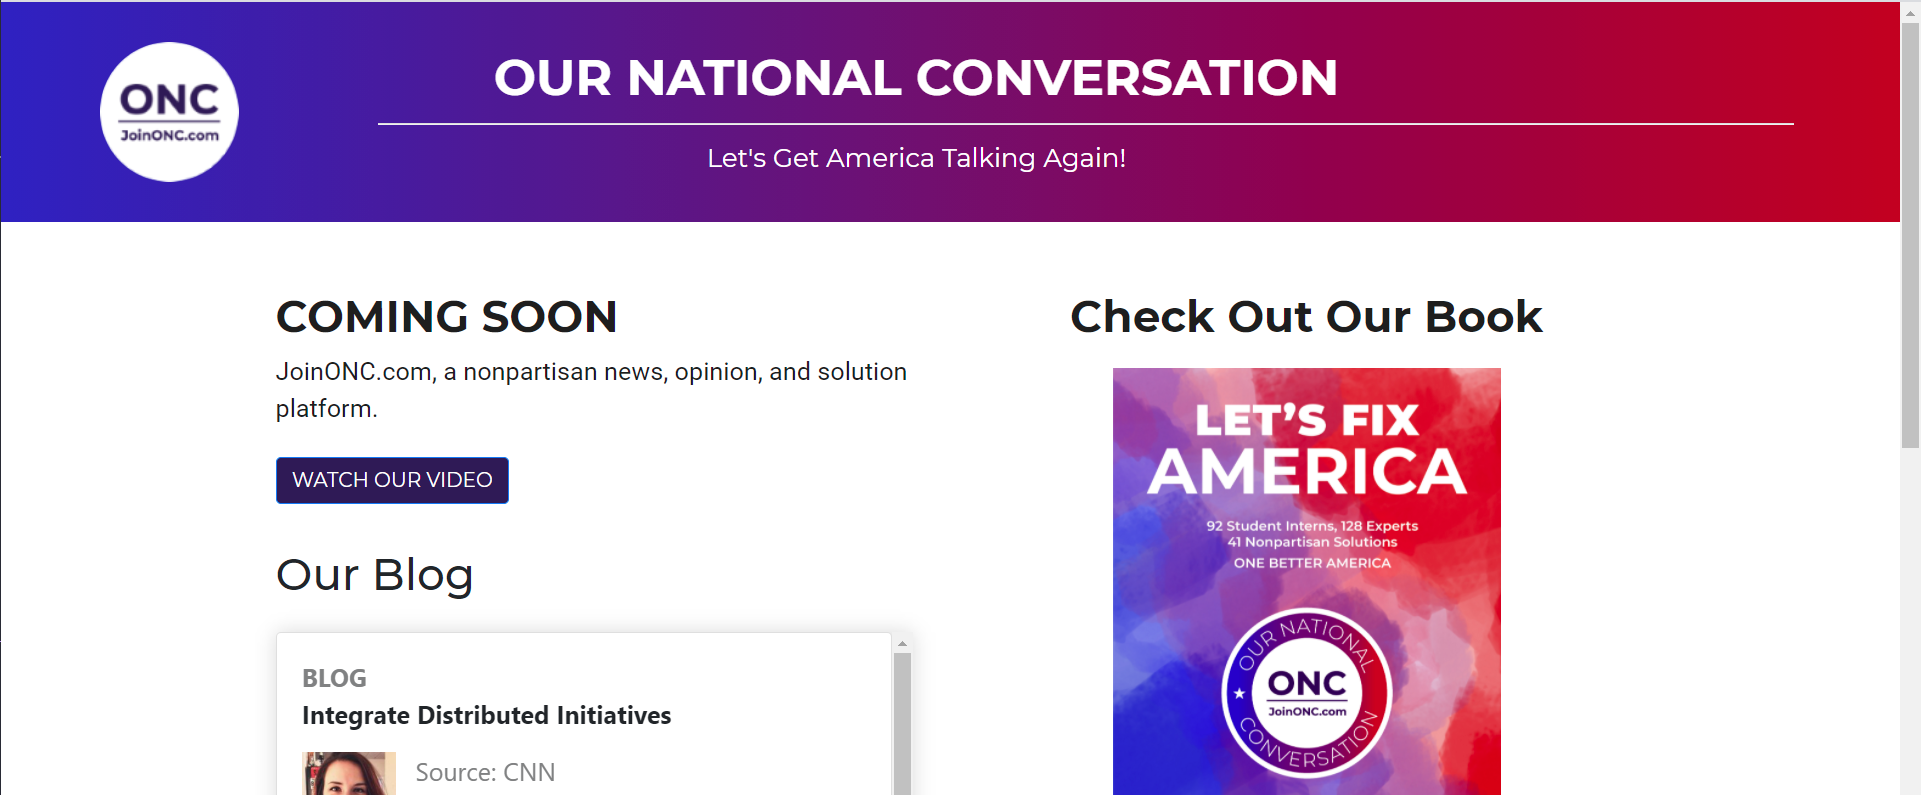 ONC
JoinONC.com
OUR NATIONAL CONVERSATION
Let's Get America Talking Again!
COMING SOON
JoinONC.com, a nonpartisan news, opinion, and solution
platform.
WATCH OUR VIDEO
Our Blog
BLOG
Integrate Distributed Initiatives
Source: CNN
Check Out Our Book
LET'S FIX
AMERICA
92 Student Interns, 128 Experts
41 Nonpartisan Solutions
ONE BETTER AMERICA
OUR NATIONAL
ONC
JoinONC.com
CONVERSATION